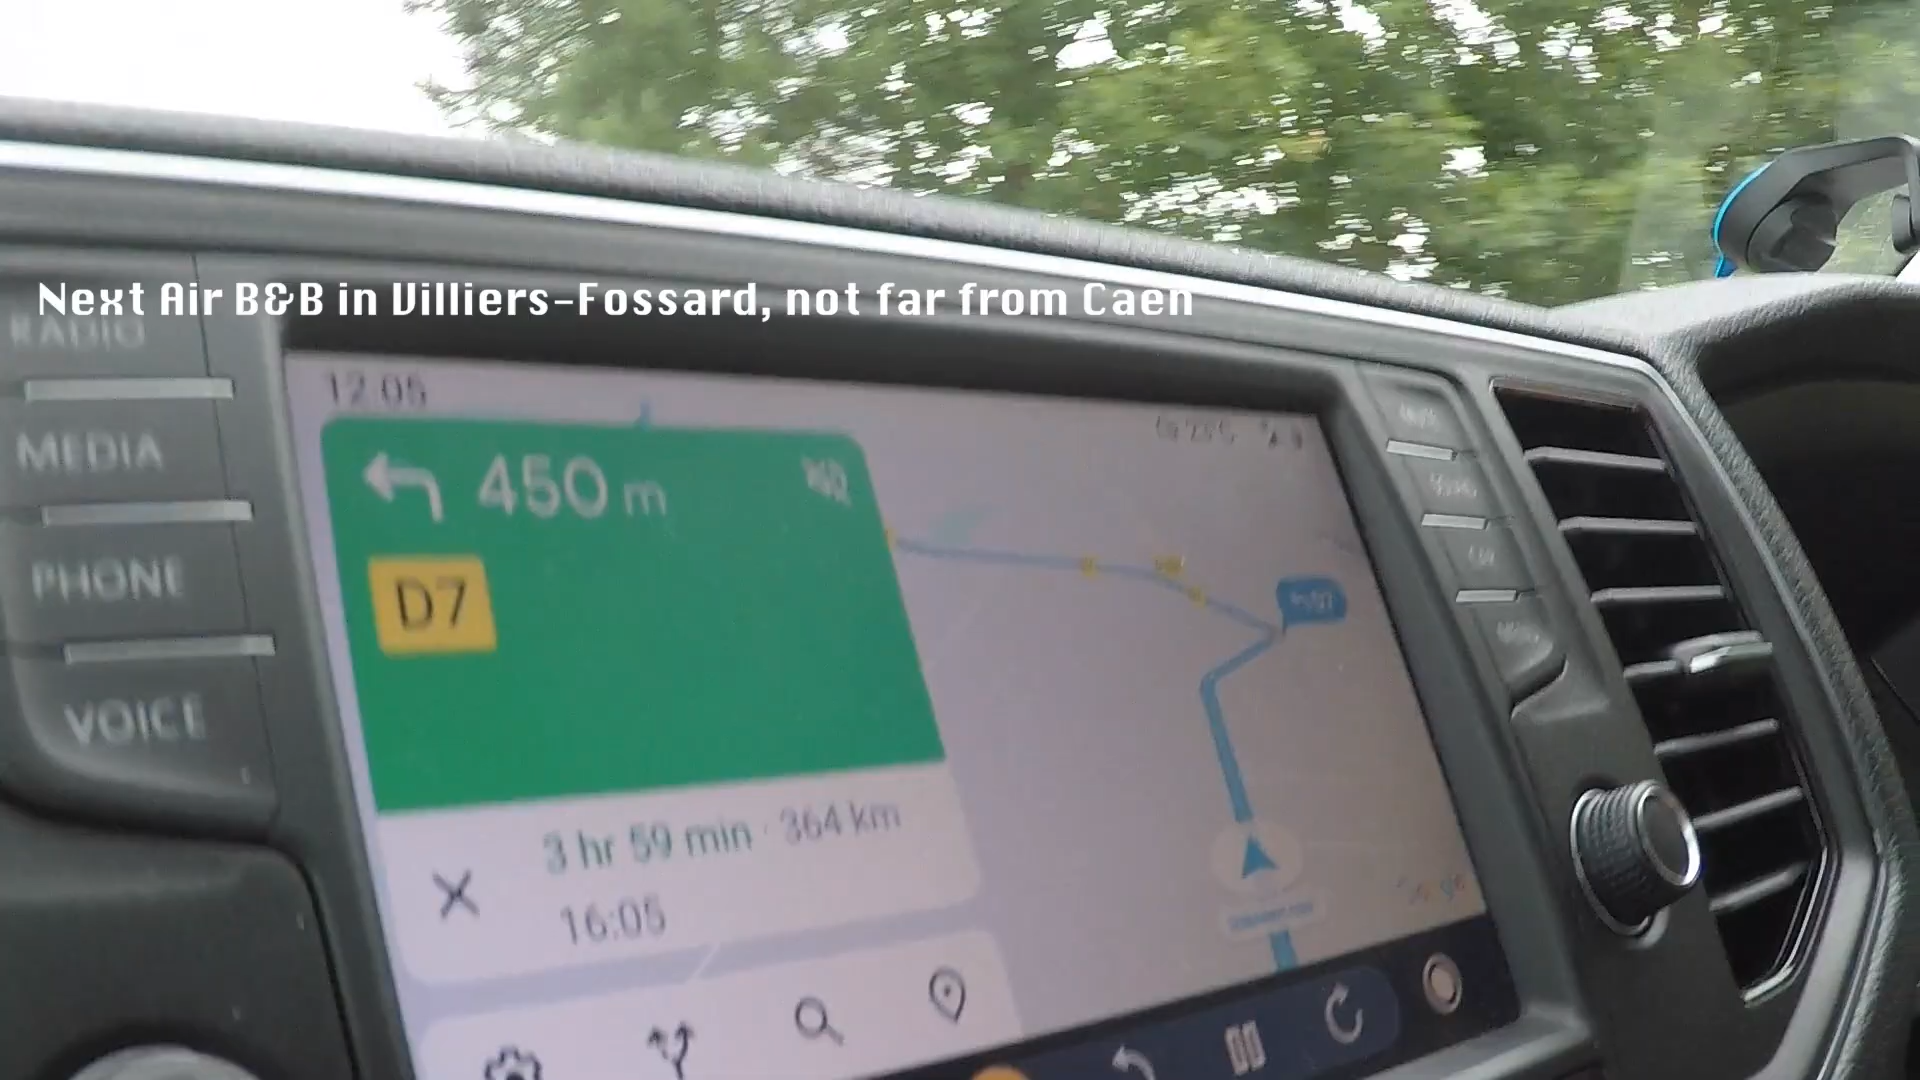 Next Air B&B in Villiers-Fossard, not far from Caen
RADIO
MEDIA
PHONE
VOICE
12:05
450 m
D7
3 hr 59 min · 364 km
16:05